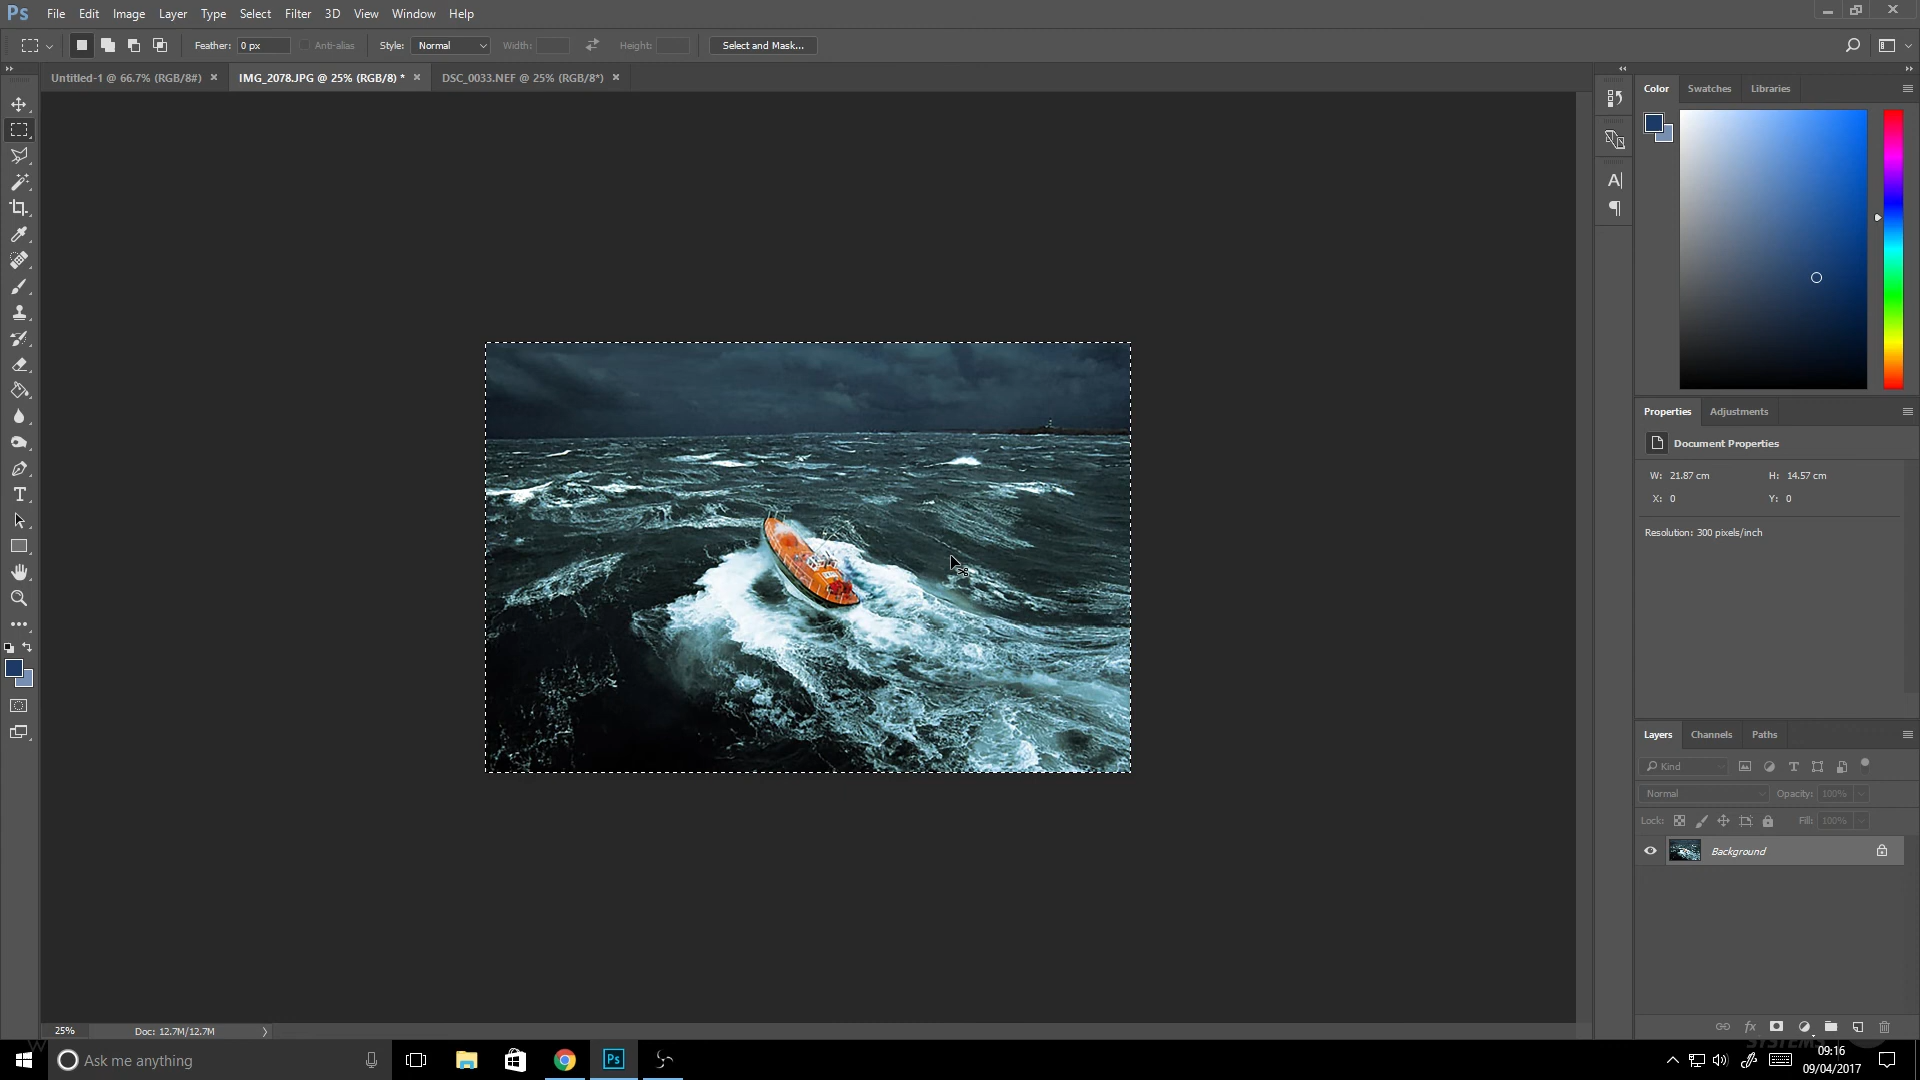 Ps File Edit Image Layer Type Select Filter 3D View Window Help
Feather: 0 px Anti-alias Style: Normal Width: Height: Select and Mask...
Untitled-1 @ 66.7% (RGB/8#) × IMG_2078.JPG @ 25% (RGB/8) * × DSC_0033.NEF @ 25% (RGB/8*) ×
Color Swatches Libraries
Properties Adjustments
Document Properties
W: 21.87 cm H: 14.57 cm
X: 0 Y: 0
Resolution: 300 pixels/inch
Layers Channels Paths
Kind
Normal Opacity: 100%
Lock: Fill: 100%
Background
25% Doc: 12.7M/12.7M
SYSTEMS
Ask me anything
Ps
09:16
09/04/2017